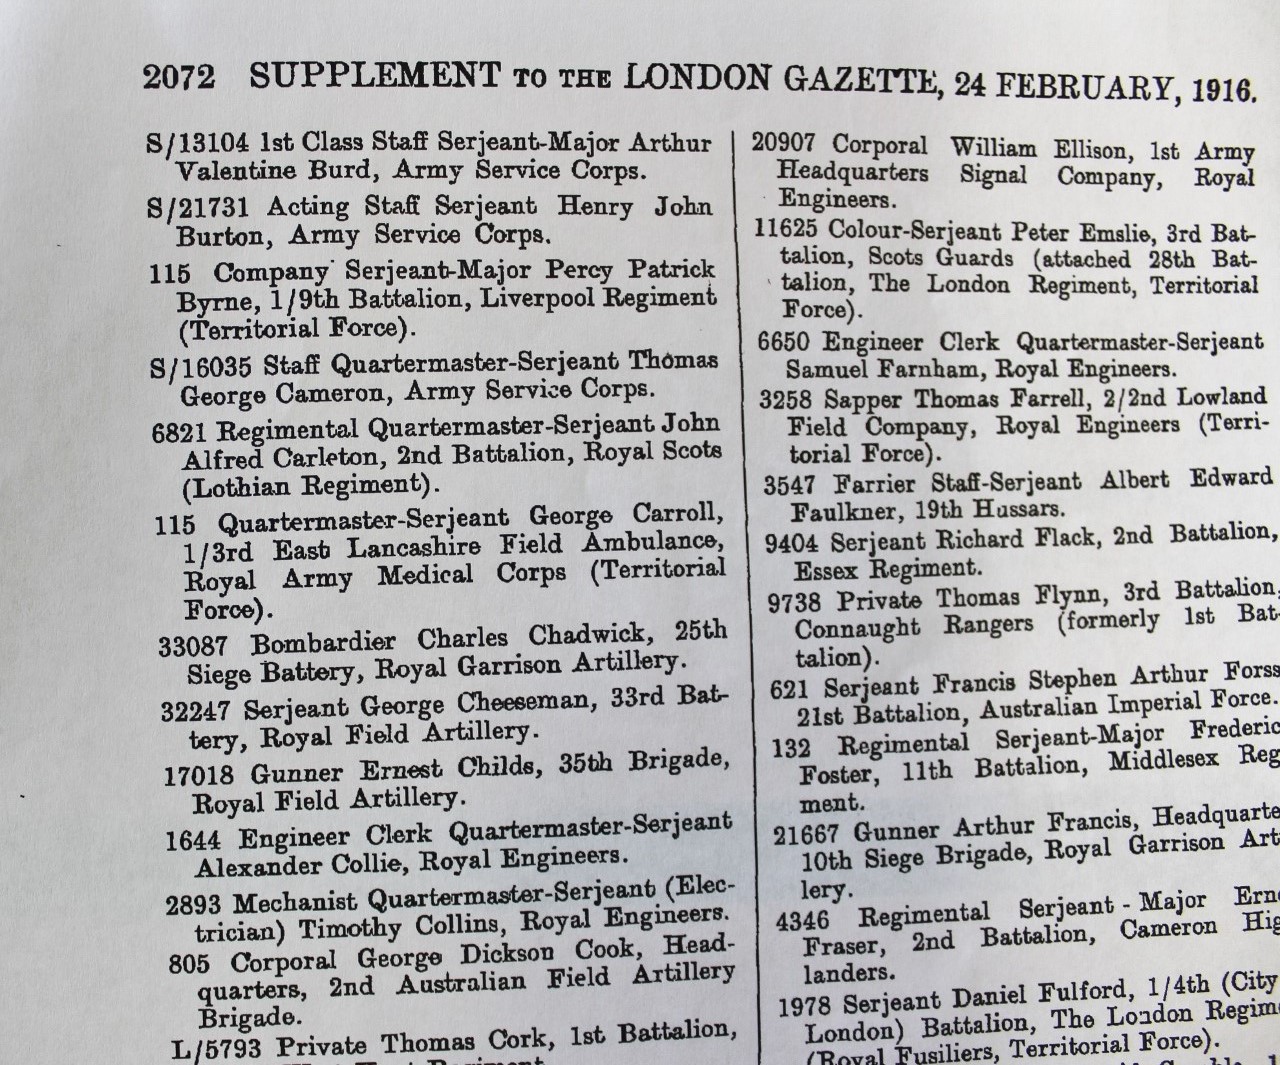 2072 SUPPLEMENT TO THE LONDON GAZETTE, 24 FEBRUARY, 1916.
S/13104 1st Class Staff Serjeant-Major Arthur
Valentine Burd, Army Service Corps.
S/21731 Acting Staff Serjeant Henry John
Burton, Army Service Corps.
115 Company Serjeant-Major Percy Patrick
Byrne, 1/9th Battalion, Liverpool Regiment
(Territorial Force).
S/16035 Staff Quartermaster-Serjeant Thomas
George Cameron, Army Service Corps.
6821 Regimental Quartermaster-Serjeant John
Alfred Carleton, 2nd Battalion, Royal Scots
(Lothian Regiment).
115 Quartermaster-Serjeant George Carroll,
1/3rd East Lancashire Field Ambulance,
Royal Army Medical Corps (Territorial
Force).
33087 Bombardier Charles Chadwick, 25th
Siege Battery, Royal Garrison Artillery.
32247 Serjeant George Cheeseman, 33rd Bat-
tery, Royal Field Artillery.
17018 Gunner Ernest Childs, 35th Brigade,
Royal Field Artillery.
1644 Engineer Clerk Quartermaster-Serjeant
Alexander Collie, Royal Engineers.
2893 Mechanist Quartermaster-Serjeant (Elec-
trician) Timothy Collins, Royal Engineers.
805 Corporal George Dickson Cook, Head-
quarters, 2nd Australian Field Artillery
Brigade.
L/5793 Private Thomas Cork, 1st Battalion,
20907 Corporal William Ellison, 1st Army
Headquarters Signal Company, Royal
Engineers.
11625 Colour-Serjeant Peter Emslie, 3rd Bat-
talion, Scots Guards (attached 28th Bat-
talion, The London Regiment, Territorial
Force).
6650 Engineer Clerk Quartermaster-Serjeant
Samuel Farnham, Royal Engineers.
3258 Sapper Thomas Farrell, 2/2nd Lowland
Field Company, Royal Engineers (Terri-
torial Force).
3547 Farrier Staff-Serjeant Albert Edward
Faulkner, 19th Hussars.
9404 Serjeant Richard Flack, 2nd Battalion,
Essex Regiment.
9738 Private Thomas Flynn, 3rd Battalion,
Connaught Rangers (formerly 1st Bat-
talion).
621 Serjeant Francis Stephen Arthur Forss
21st Battalion, Australian Imperial Force.
132 Regimental Serjeant-Major Frederic
Foster, 11th Battalion, Middlesex Reg
ment.
21667 Gunner Arthur Francis, Headquarte
10th Siege Brigade, Royal Garrison Art
lery.
4346 Regimental Serjeant-Major Erne
Fraser, 2nd Battalion, Cameron Hig
landers.
1978 Serjeant Daniel Fulford, 1/4th (City
London) Battalion, The London Regim
(Royal Fusiliers, Territorial Force).